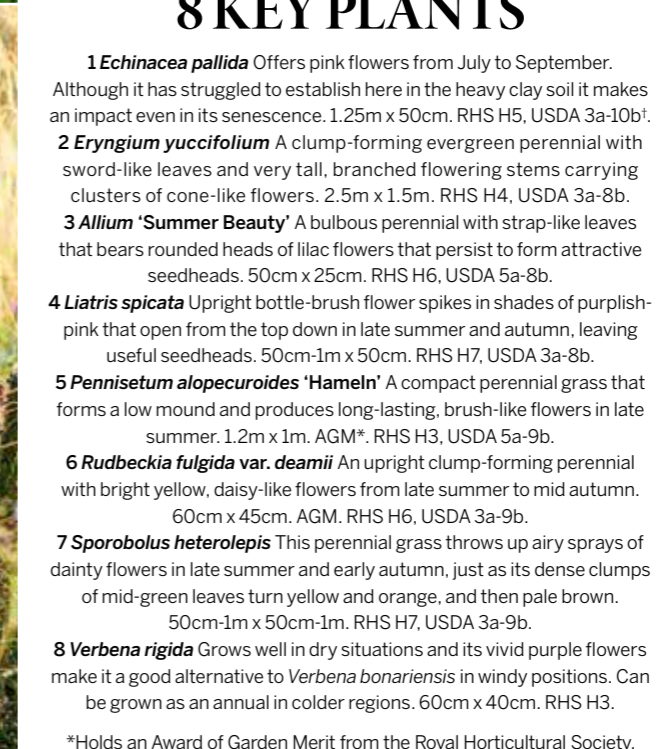 8 KEY PLANTS
1 Echinacea pallida Offers pink flowers from July to September.
Although it has struggled to establish here in the heavy clay soil it makes
an impact even in its senescence. 1.25m x 50cm. RHS H5, USDA 3a-10b†.
2 Eryngium yuccifolium A clump-forming evergreen perennial with
sword-like leaves and very tall, branched flowering stems carrying
clusters of cone-like flowers. 2.5m x 1.5m. RHS H4, USDA 3a-8b.
3 Allium ‘Summer Beauty’ A bulbous perennial with strap-like leaves
that bears rounded heads of lilac flowers that persist to form attractive
seedheads. 50cm x 25cm. RHS H6, USDA 5a-8b.
4 Liatris spicata Upright bottle-brush flower spikes in shades of purplish-
pink that open from the top down in late summer and autumn, leaving
useful seedheads. 50cm-1m x 50cm. RHS H7, USDA 3a-8b.
5 Pennisetum alopecuroides ‘Hameln’ A compact perennial grass that
forms a low mound and produces long-lasting, brush-like flowers in late
summer. 1.2m x 1m. AGM*. RHS H3, USDA 5a-9b.
6 Rudbeckia fulgida var. deamii An upright clump-forming perennial
with bright yellow, daisy-like flowers from late summer to mid autumn.
60cm x 45cm. AGM. RHS H6, USDA 3a-9b.
7 Sporobolus heterolepis This perennial grass throws up airy sprays of
dainty flowers in late summer and early autumn, just as its dense clumps
of mid-green leaves turn yellow and orange, and then pale brown.
50cm-1m x 50cm-1m. RHS H7, USDA 3a-9b.
8 Verbena rigida Grows well in dry situations and its vivid purple flowers
make it a good alternative to Verbena bonariensis in windy positions. Can
be grown as an annual in colder regions. 60cm x 40cm. RHS H3.
*Holds an Award of Garden Merit from the Royal Horticultural Society.